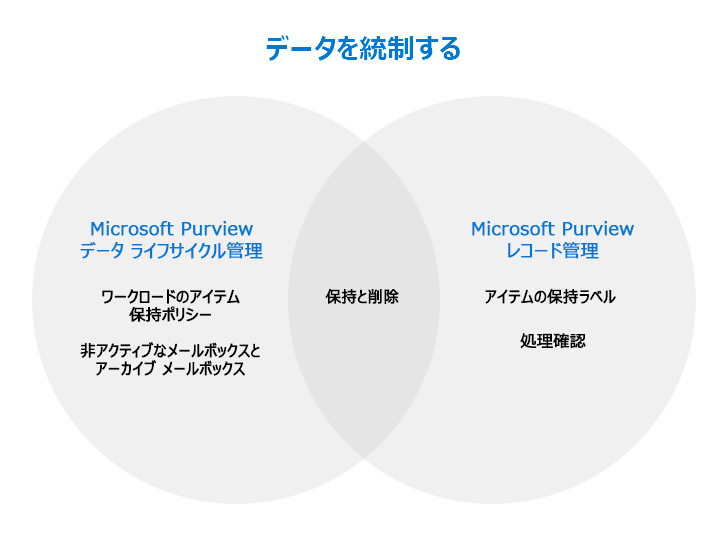 データを統制する
Microsoft Purview
データ ライフサイクル管理
ワークロードのアイテム
保持ポリシー
非アクティブなメールボックスと
アーカイブ メールボックス
保持と削除
Microsoft Purview
レコード管理
アイテムの保持ラベル
処理確認